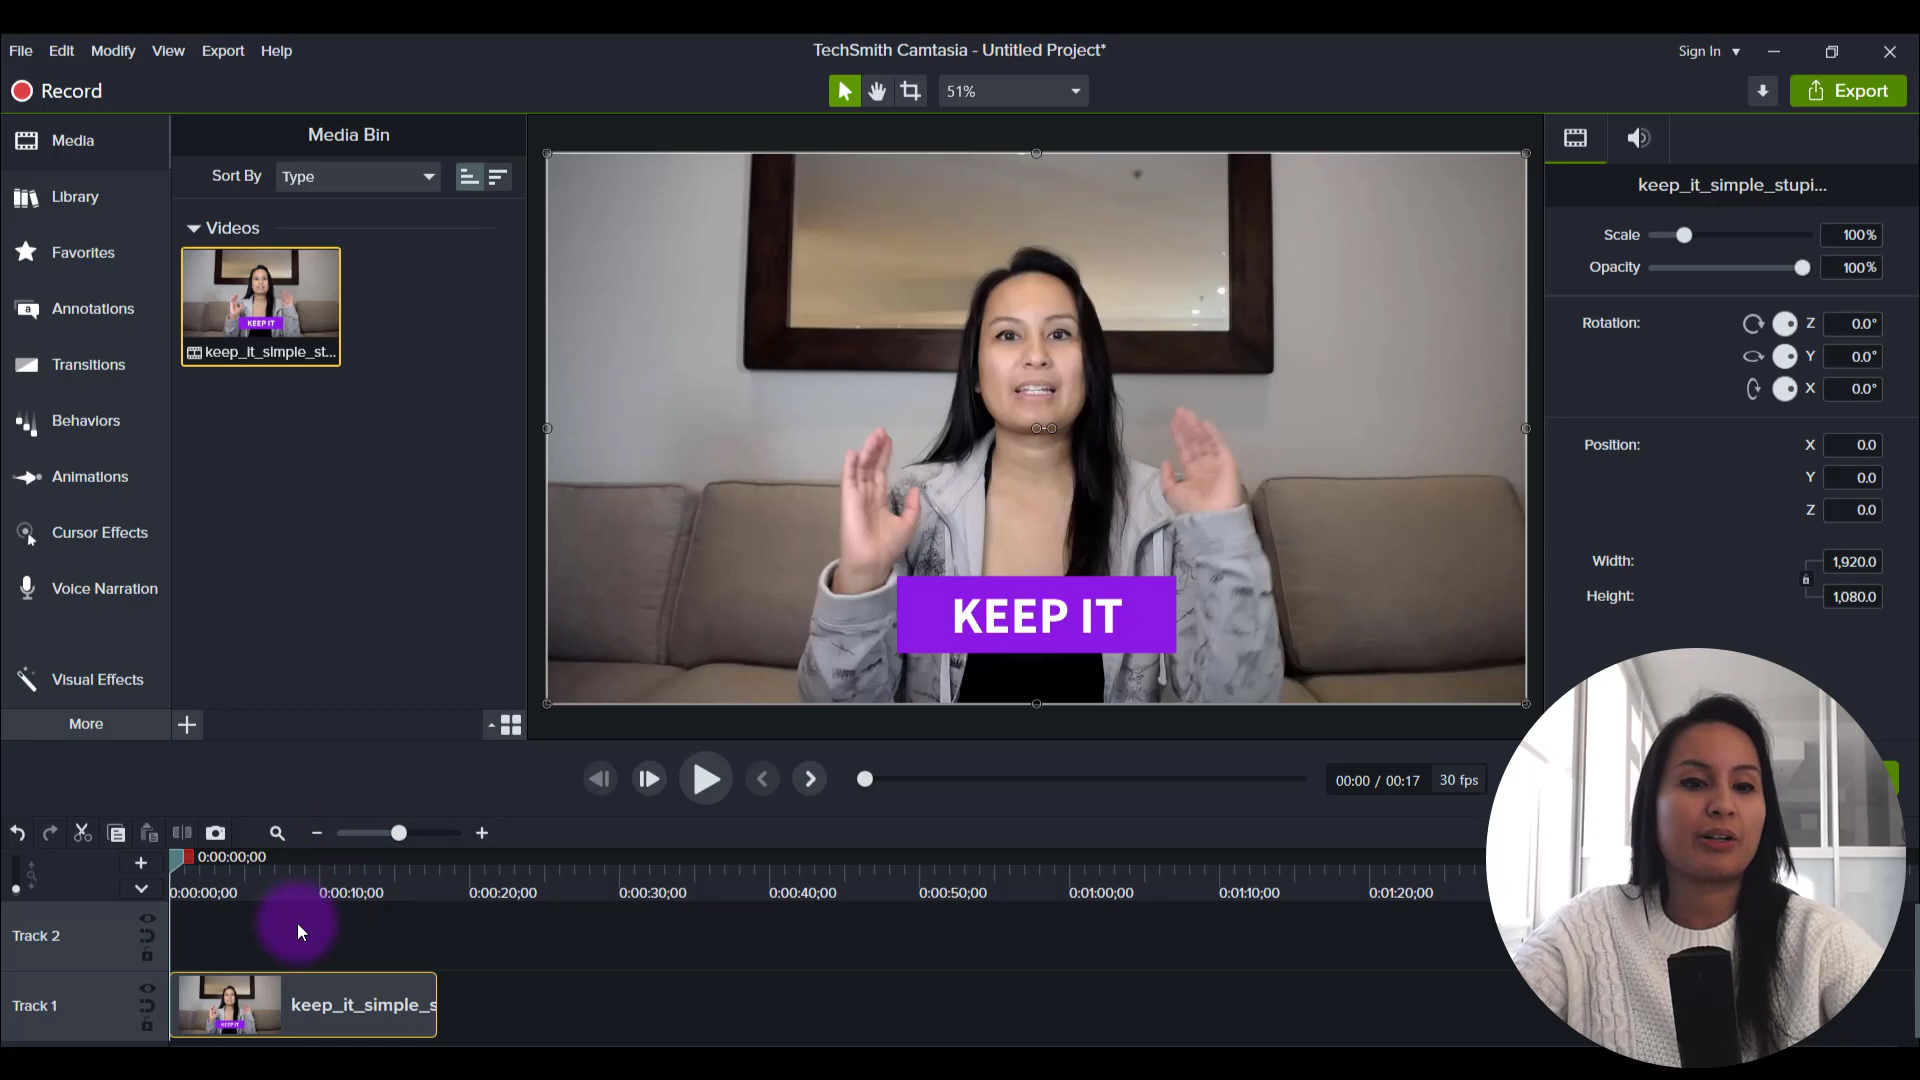 File Edit Modify View Export Help
TechSmith Camtasia - Untitled Project*
Sign In
Record
51%
Export
Media
Library
Favorites
Annotations
Transitions
Behaviors
Animations
Cursor Effects
Voice Narration
Visual Effects
More
Media Bin
Sort By Type
Videos
KEEP IT
keep_it_simple_st...
KEEP IT
keep_it_simple_stupi...
Scale 100%
Opacity 100%
Rotation: Z 0.0°
Y 0.0°
X 0.0°
Position: X 0.0
Y 0.0
Z 0.0
Width: 1,920.0
Height: 1,080.0
00:00 / 00:17 30 fps
0:00:00;00
0:00:00;00 0:00:10;00 0:00:20;00 0:00:30;00 0:00:40;00 0:00:50;00 0:01:00;00 0:01:10;00 0:01:20;00
Track 2
Track 1
KEEP IT
keep_it_simple_s